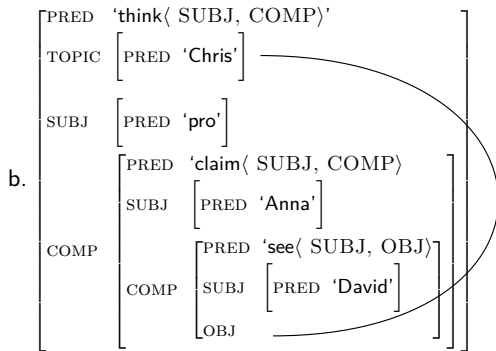 PRED ‘think⟨ SUBJ, COMP⟩’
TOPIC [PRED ‘Chris’]
SUBJ [PRED ‘pro’]
b.
PRED ‘claim⟨ SUBJ, COMP⟩
SUBJ [PRED ‘Anna’]
COMP
PRED ‘see⟨ SUBJ, OBJ⟩
COMP SUBJ [PRED ‘David’]
OBJ